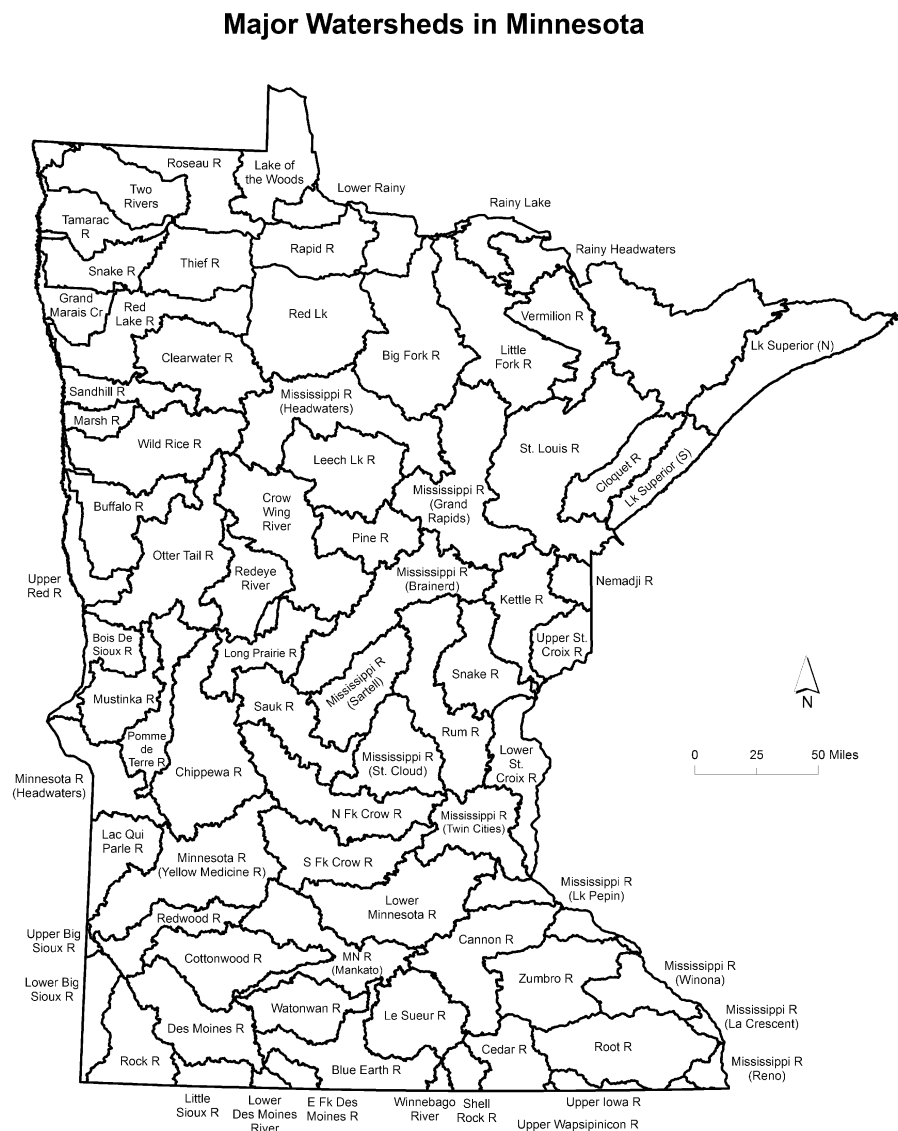 Major Watersheds in Minnesota
Roseau R
Lake of
the Woods
Two
Rivers
Lower Rainy
Rainy Lake
Tamarac
R
Rapid R
Rainy Headwaters
Thief R
Snake R
Grand
Marais Cr
Red
Lake R
Red Lk
Vermilion R
Lk Superior (N)
Clearwater R
Big Fork R
Little
Fork R
Sandhill R
Mississippi R
(Headwaters)
Marsh R
Wild Rice R
St. Louis R
Leech Lk R
Cloquet R
Lk Superior (S)
Mississippi R
(Grand
Rapids)
Crow
Wing
River
Buffalo R
Pine R
Otter Tail R
Redeye
River
Mississippi R
(Brainerd)
Upper
Red R
Nemadji R
Kettle R
Bois De
Sioux R
Long Prairie R
Upper St.
Croix R
Mississippi R
(Sartell)
Snake R
Mustinka R
Sauk R
N
Pomme
de
Terre R
Rum R
Lower
St.
Croix R
Mississippi R
(St. Cloud)
0 25 50 Miles
Chippewa R
Minnesota R
(Headwaters)
N Fk Crow R
Mississippi R
(Twin Cities)
Lac Qui
Parle R
Minnesota R
(Yellow Medicine R)
S Fk Crow R
Mississippi R
(Lk Pepin)
Lower
Minnesota R
Redwood R
Upper Big
Sioux R
Cannon R
Cottonwood R
MN R
(Mankato)
Mississippi R
(Winona)
Zumbro R
Lower Big
Sioux R
Watonwan R
Le Sueur R
Mississippi R
(La Crescent)
Des Moines R
Cedar R
Root R
Rock R
Blue Earth R
Mississippi R
(Reno)
Little
Sioux R
Lower
Des Moines
River
E Fk Des
Moines R
Winnebago
River
Shell
Rock R
Upper Iowa R
Upper Wapsipinicon R